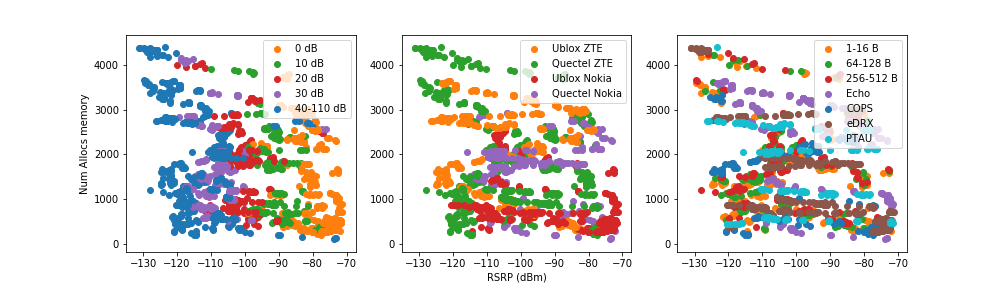 Num Allocs memory
4000
3000
2000
1000
0
0 dB
10 dB
20 dB
30 dB
40-110 dB
−130 −120 −110 −100 −90 −80 −70
4000
3000
2000
1000
0
Ublox ZTE
Quectel ZTE
Ublox Nokia
Quectel Nokia
−130 −120 −110 −100 −90 −80 −70
RSRP (dBm)
4000
3000
2000
1000
0
1-16 B
64-128 B
256-512 B
Echo
COPS
eDRX
PTAU
−130 −120 −110 −100 −90 −80 −70